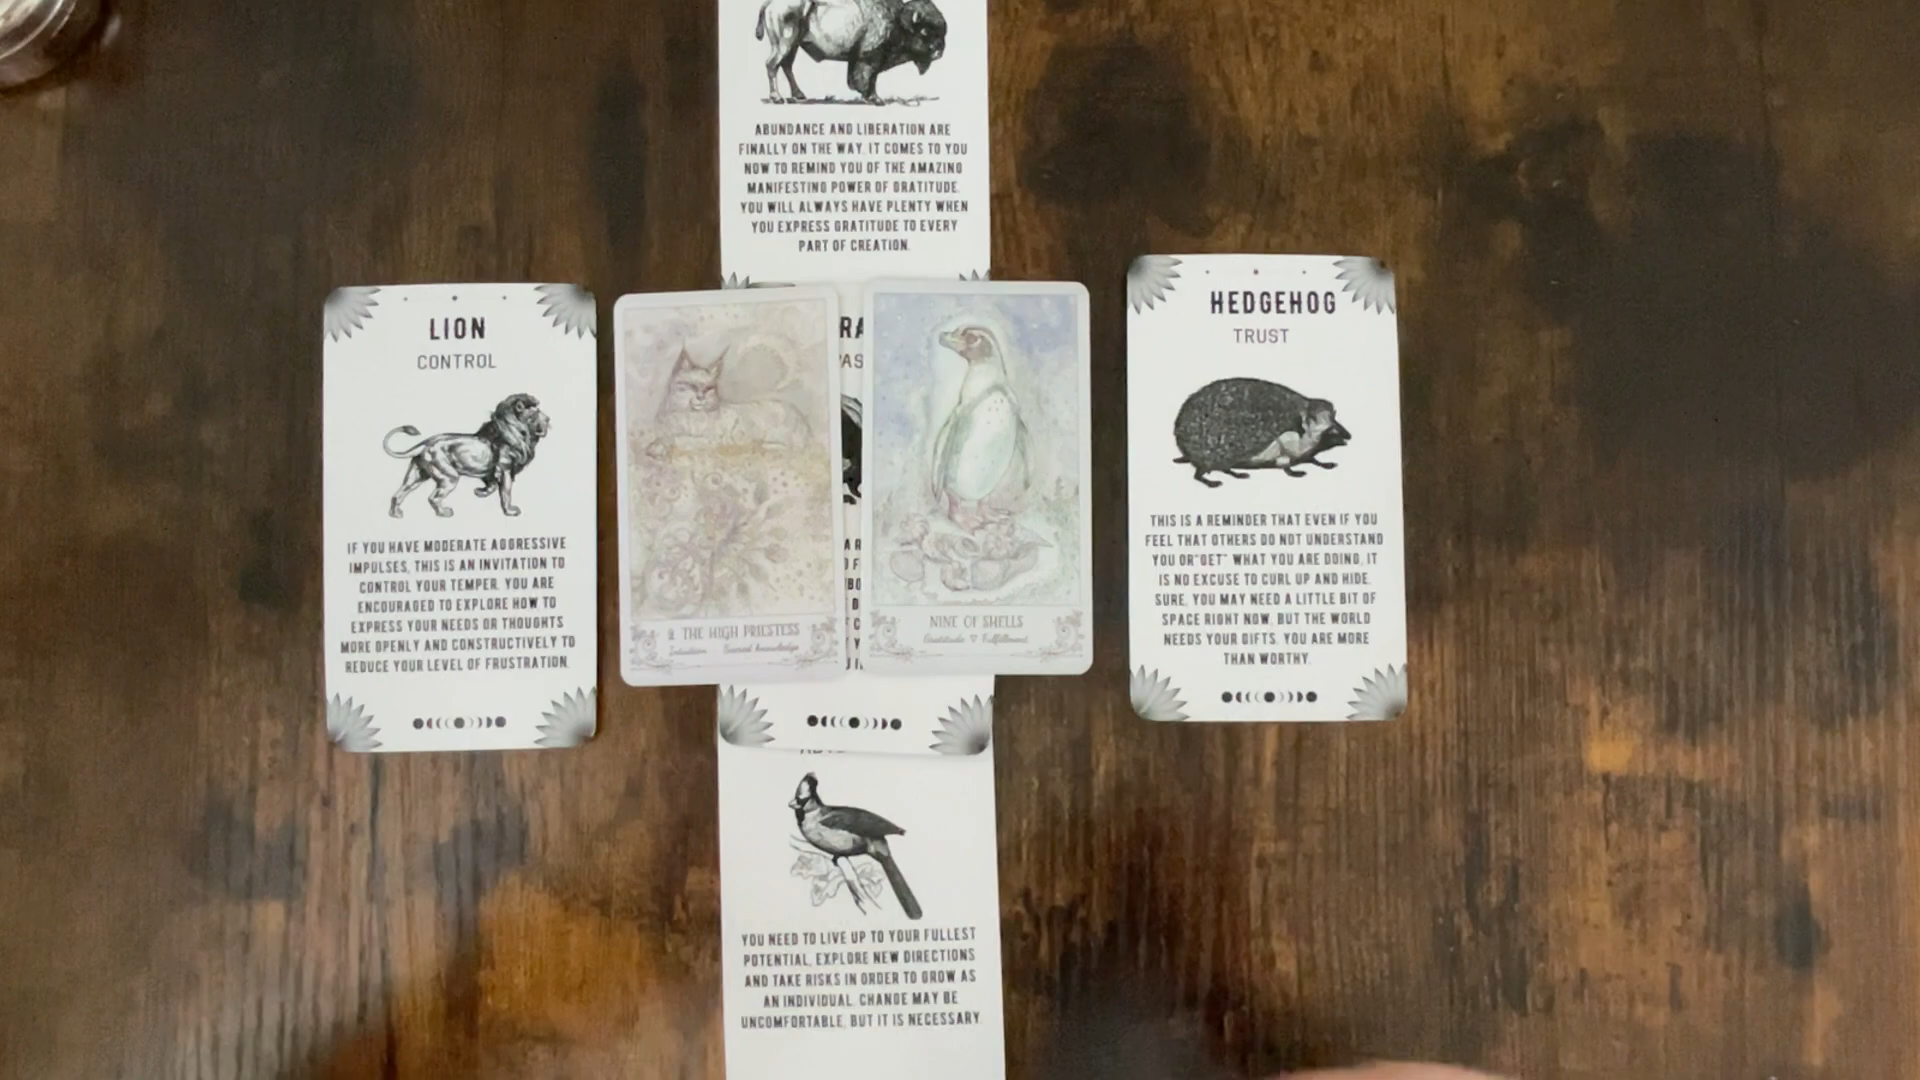 ABUNDANCE AND LIBERATION ARE
FINALLY ON THE WAY. IT COMES TO YOU
NOW TO REMIND YOU OF THE AMAZING
MANIFESTING POWER OF GRATITUDE.
YOU WILL ALWAYS HAVE PLENTY WHEN
YOU EXPRESS GRATITUDE TO EVERY
PART OF CREATION.
LION
CONTROL
IF YOU HAVE MODERATE AGGRESSIVE
IMPULSES, THIS IS AN INVITATION TO
CONTROL YOUR TEMPER. YOU ARE
ENCOURAGED TO EXPLORE HOW TO
EXPRESS YOUR NEEDS OR THOUGHTS
MORE OPENLY AND CONSTRUCTIVELY TO
REDUCE YOUR LEVEL OF FRUSTRATION.
2 THE HIGH PRIESTESS
Intuition Sacred knowledge
NINE OF SHELLS
Gratitude ♡ Fulfillment
HEDGEHOG
TRUST
THIS IS A REMINDER THAT EVEN IF YOU
FEEL THAT OTHERS DO NOT UNDERSTAND
YOU OR"GET" WHAT YOU ARE DOING, IT
IS NO EXCUSE TO CURL UP AND HIDE.
SURE, YOU MAY NEED A LITTLE BIT OF
SPACE RIGHT NOW, BUT THE WORLD
NEEDS YOUR GIFTS. YOU ARE MORE
THAN WORTHY.
YOU NEED TO LIVE UP TO YOUR FULLEST
POTENTIAL. EXPLORE NEW DIRECTIONS
AND TAKE RISKS IN ORDER TO GROW AS
AN INDIVIDUAL. CHANGE MAY BE
UNCOMFORTABLE, BUT IT IS NECESSARY.